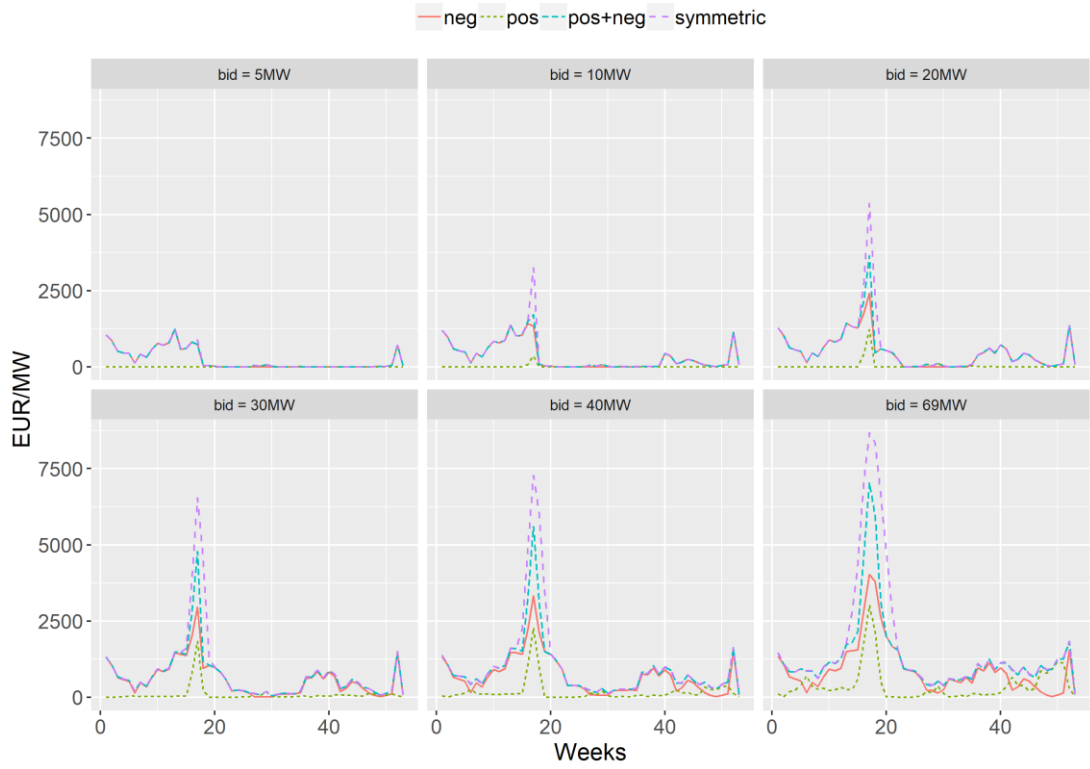 neg pos pos+neg symmetric
bid = 5MW bid = 10MW bid = 20MW
7500
5000
2500
0
bid = 30MW bid = 40MW bid = 69MW
7500
5000
2500
0
EUR/MW
0 20 40 0 20 40 0 20 40
Weeks